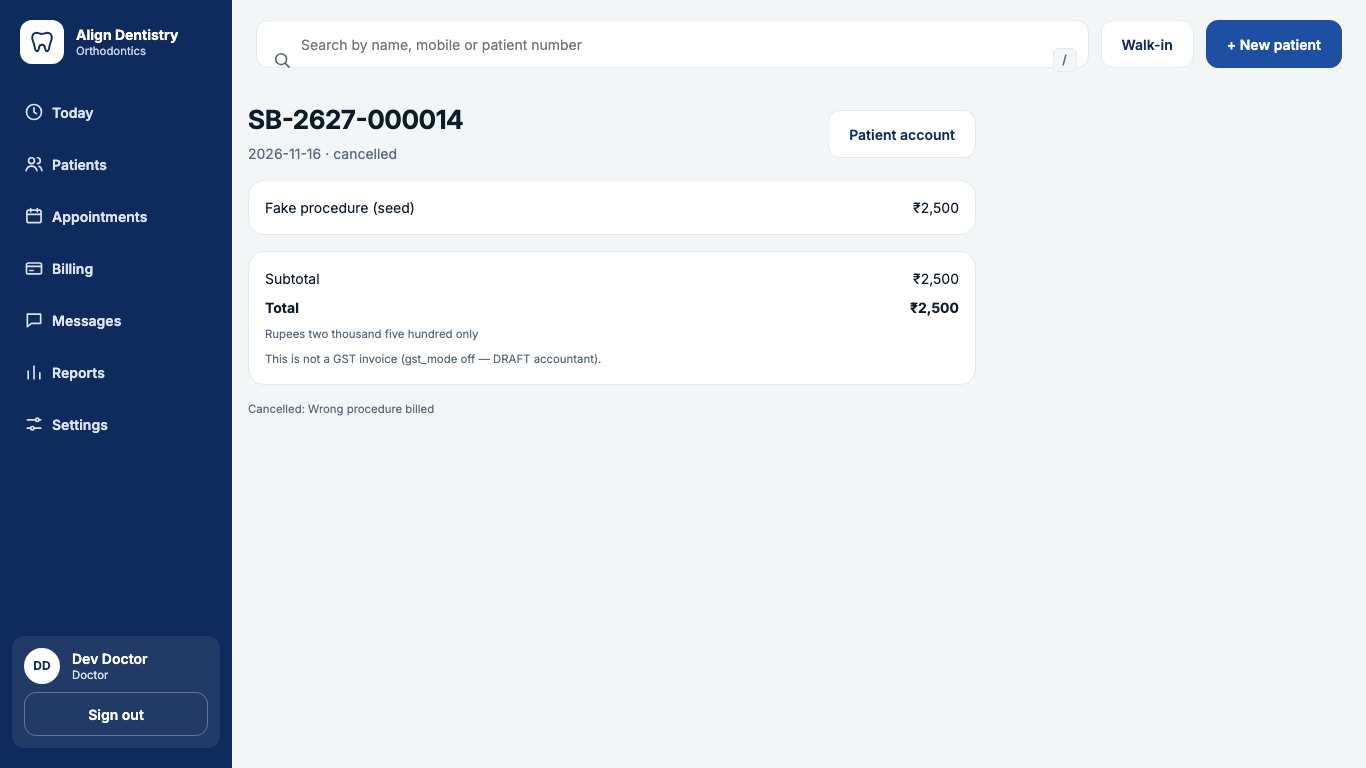 Align Dentistry
Orthodontics
Today
Patients
Appointments
Billing
Messages
Reports
Settings
DD
Dev Doctor
Doctor
Sign out
Search by name, mobile or patient number
/
Walk-in
+ New patient
SB-2627-000014
2026-11-16 · cancelled
Patient account
Fake procedure (seed) ₹2,500
Subtotal ₹2,500
Total ₹2,500
Rupees two thousand five hundred only
This is not a GST invoice (gst_mode off — DRAFT accountant).
Cancelled: Wrong procedure billed